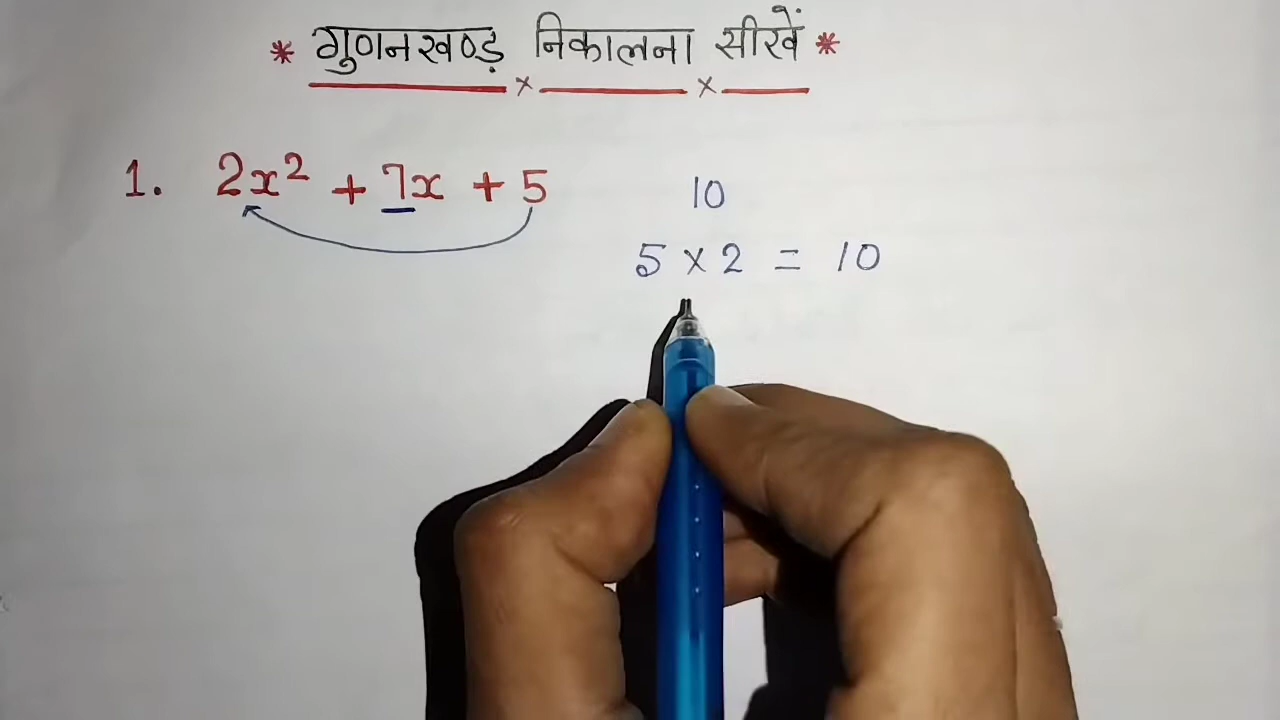 * गुणनखण्ड़ निकालना सीखें *
× ×
1. 2x² + 7x + 5
10
5 × 2 = 10